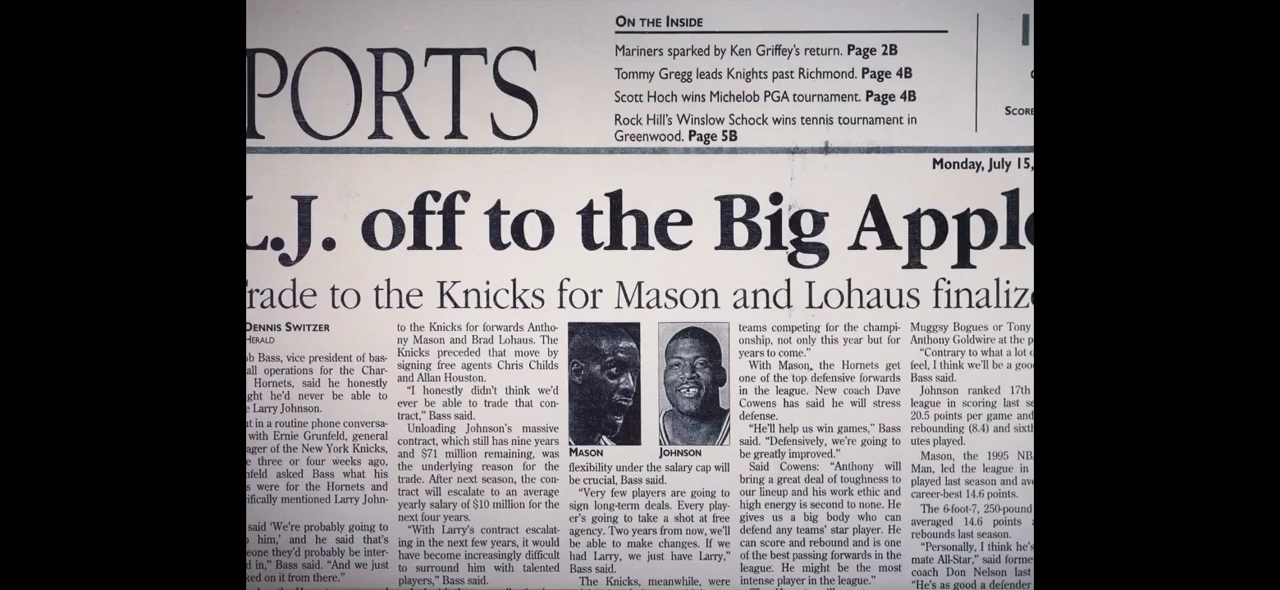 PORTS
ON THE INSIDE
Mariners sparked by Ken Griffey's return. Page 2B
Tommy Gregg leads Knights past Richmond. Page 4B
Scott Hoch wins Michelob PGA tournament. Page 4B
Rock Hill's Winslow Schock wins tennis tournament in
Greenwood. Page 5B
SCORE
Monday, July 15,
L.J. off to the Big Apple
rade to the Knicks for Mason and Lohaus finaliz
DENNIS SWITZER
HERALD
ob Bass, vice president of bas-
all operations for the Char-
Hornets, said he honestly
ght he'd never be able to
e Larry Johnson.
ut in a routine phone conversa-
with Ernie Grunfeld, general
ager of the New York Knicks,
e three or four weeks ago,
nfeld asked Bass what his
s were for the Hornets and
ifically mentioned Larry John-
said 'We're probably going to
him,' and he said that's
eone they'd probably be inter-
d in," Bass said. "And we just
ked on it from there."
to the Knicks for forwards Antho-
ny Mason and Brad Lohaus. The
Knicks preceded that move by
signing free agents Chris Childs
and Allan Houston.
"I honestly didn't think we'd
ever be able to trade that con-
tract," Bass said.
Unloading Johnson's massive
contract, which still has nine years
and $71 million remaining, was
the underlying reason for the
trade. After next season, the con-
tract will escalate to an average
yearly salary of $10 million for the
next four years.
"With Larry's contract escalat-
ing in the next few years, it would
have become increasingly difficult
to surround him with talented
players," Bass said.
MASON
JOHNSON
flexibility under the salary cap will
be crucial, Bass said.
"Very few players are going to
sign long-term deals. Every play-
er's going to take a shot at free
agency. Two years from now, we'll
be able to make changes. If we
had Larry, we just have Larry,"
Bass said.
The Knicks, meanwhile, were
teams competing for the champi-
onship, not only this year but for
years to come."
With Mason, the Hornets get
one of the top defensive forwards
in the league. New coach Dave
Cowens has said he will stress
defense.
"He'll help us win games," Bass
said. "Defensively, we're going to
be greatly improved."
Said Cowens: "Anthony will
bring a great deal of toughness to
our lineup and his work ethic and
high energy is second to none. He
gives us a big body who can
defend any teams' star player. He
can score and rebound and is one
of the best passing forwards in the
league. He might be the most
intense player in the league."
Muggsy Bogues or Tony
Anthony Goldwire at the p
"Contrary to what a lot o
feel, I think we'll be a goo
Bass said.
Johnson ranked 17th
league in scoring last se
20.5 points per game and
rebounding (8.4) and sixth
utes played.
Mason, the 1995 NB
Man, led the league in
played last season and ave
career-best 14.6 points.
The 6-foot-7, 250-pound
averaged 14.6 points
rebounds last season.
"Personally, I think he's
mate All-Star," said forme
coach Don Nelson last
"He's as good a defender